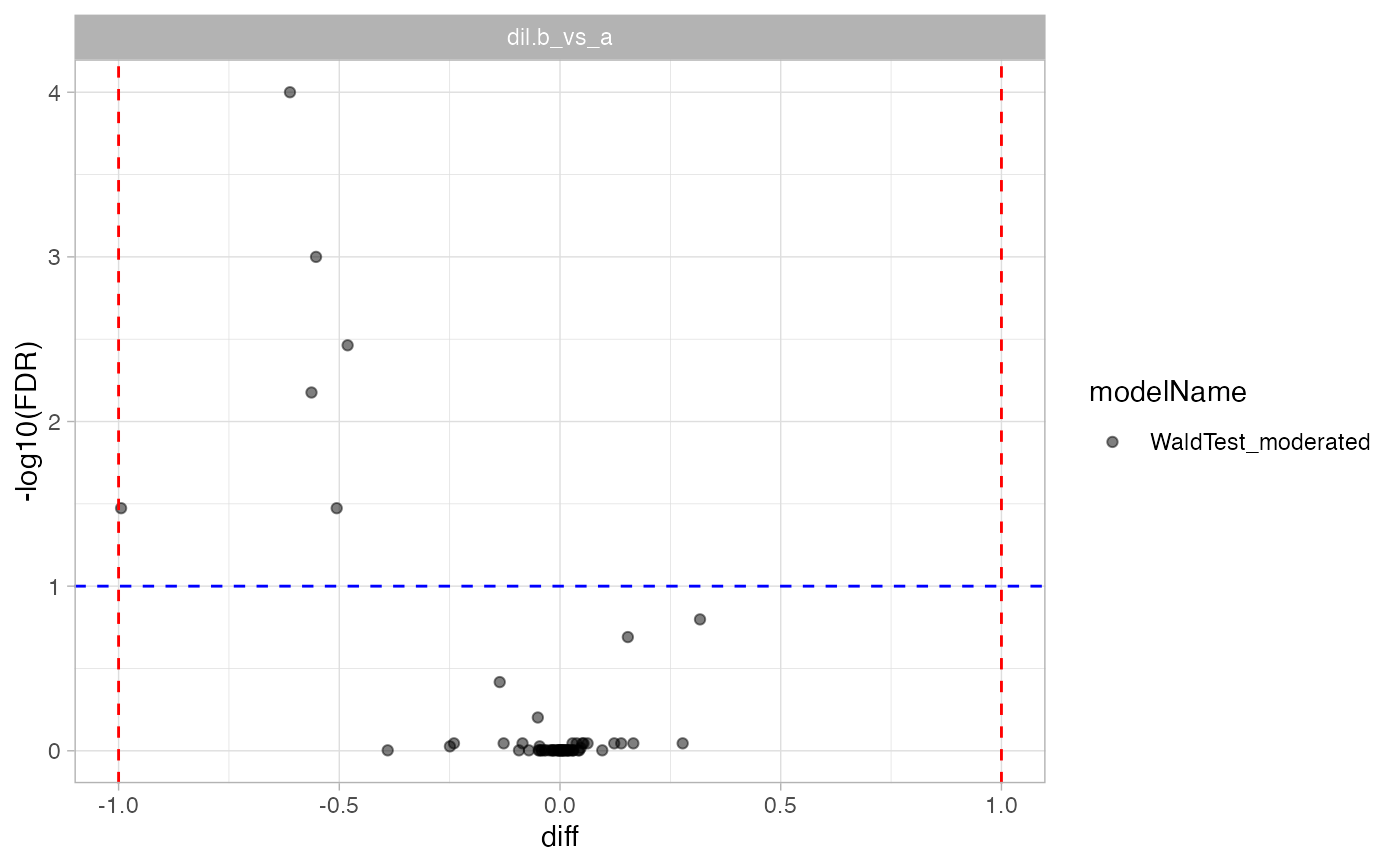 dil.b_vs_a
4
3
2
1
0
-log10(FDR)
-1.0 -0.5 0.0 0.5 1.0
diff
modelName
WaldTest_moderated